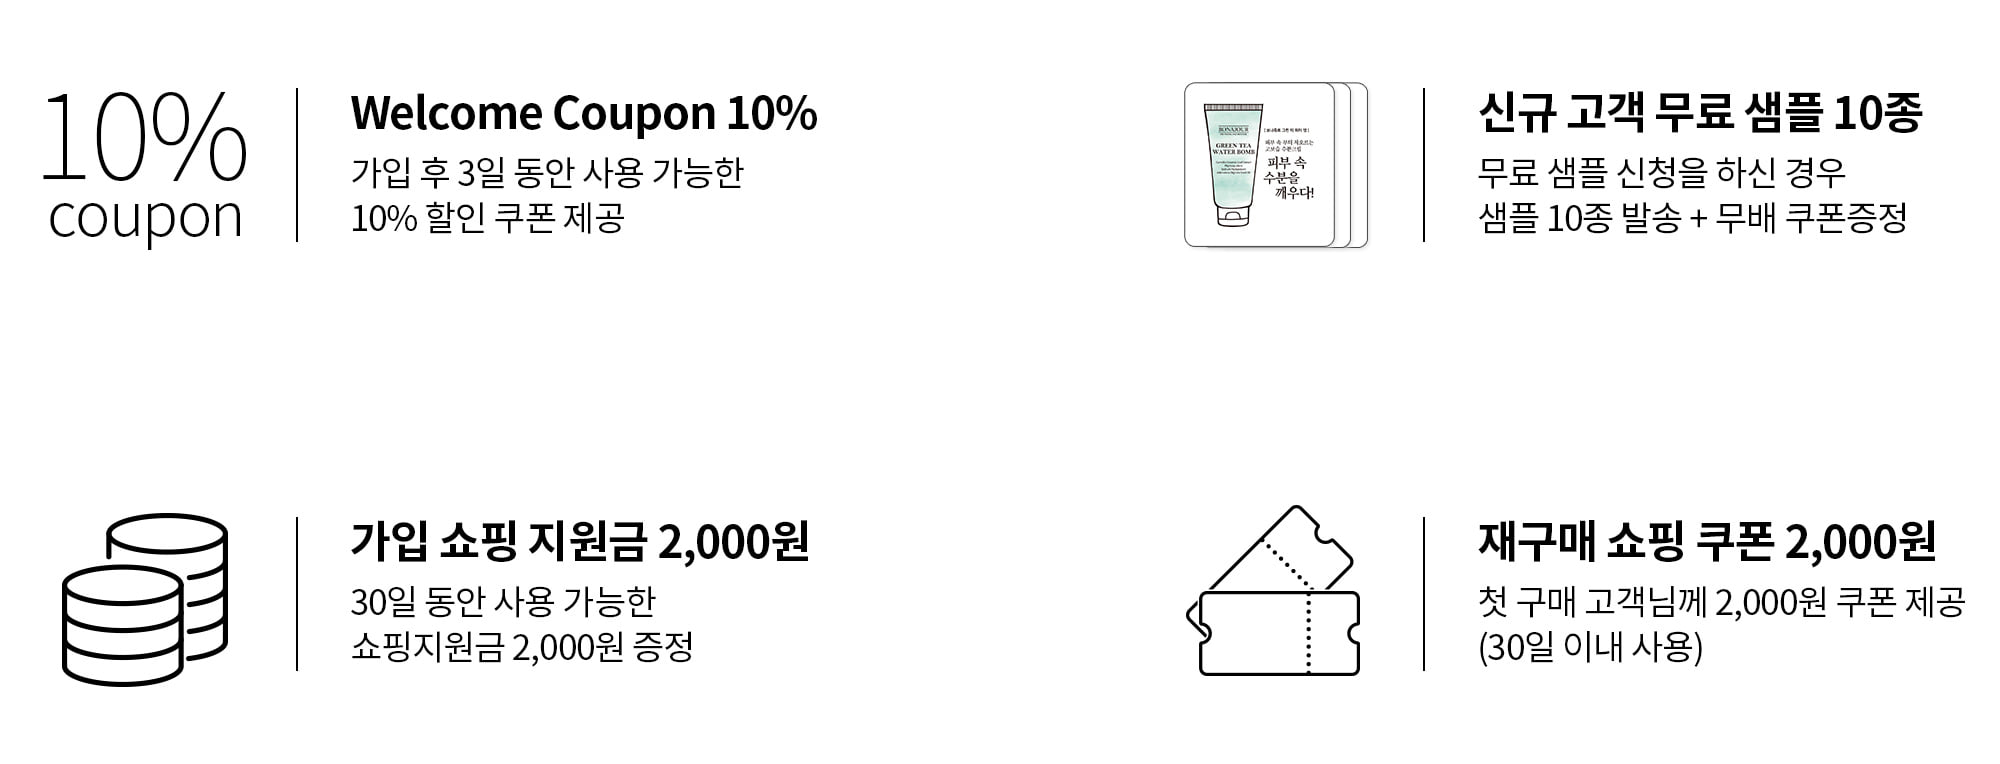 10%
coupon
Welcome Coupon 10%
가입 후 3일 동안 사용 가능한
10% 할인 쿠폰 제공
BONAJOUR
GREEN TEA
WATER BOMB
피부 속
수분을
깨우다!
신규 고객 무료 샘플 10종
무료 샘플 신청을 하신 경우
샘플 10종 발송 + 무배 쿠폰증정
가입 쇼핑 지원금 2,000원
30일 동안 사용 가능한
쇼핑지원금 2,000원 증정
재구매 쇼핑 쿠폰 2,000원
첫 구매 고객님께 2,000원 쿠폰 제공
(30일 이내 사용)